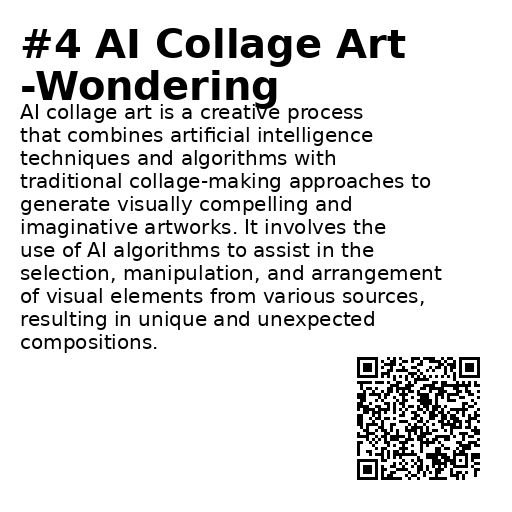 #4 AI Collage Art
-Wondering
AI collage art is a creative process
that combines artificial intelligence
techniques and algorithms with
traditional collage-making approaches to
generate visually compelling and
imaginative artworks. It involves the
use of AI algorithms to assist in the
selection, manipulation, and arrangement
of visual elements from various sources,
resulting in unique and unexpected
compositions.